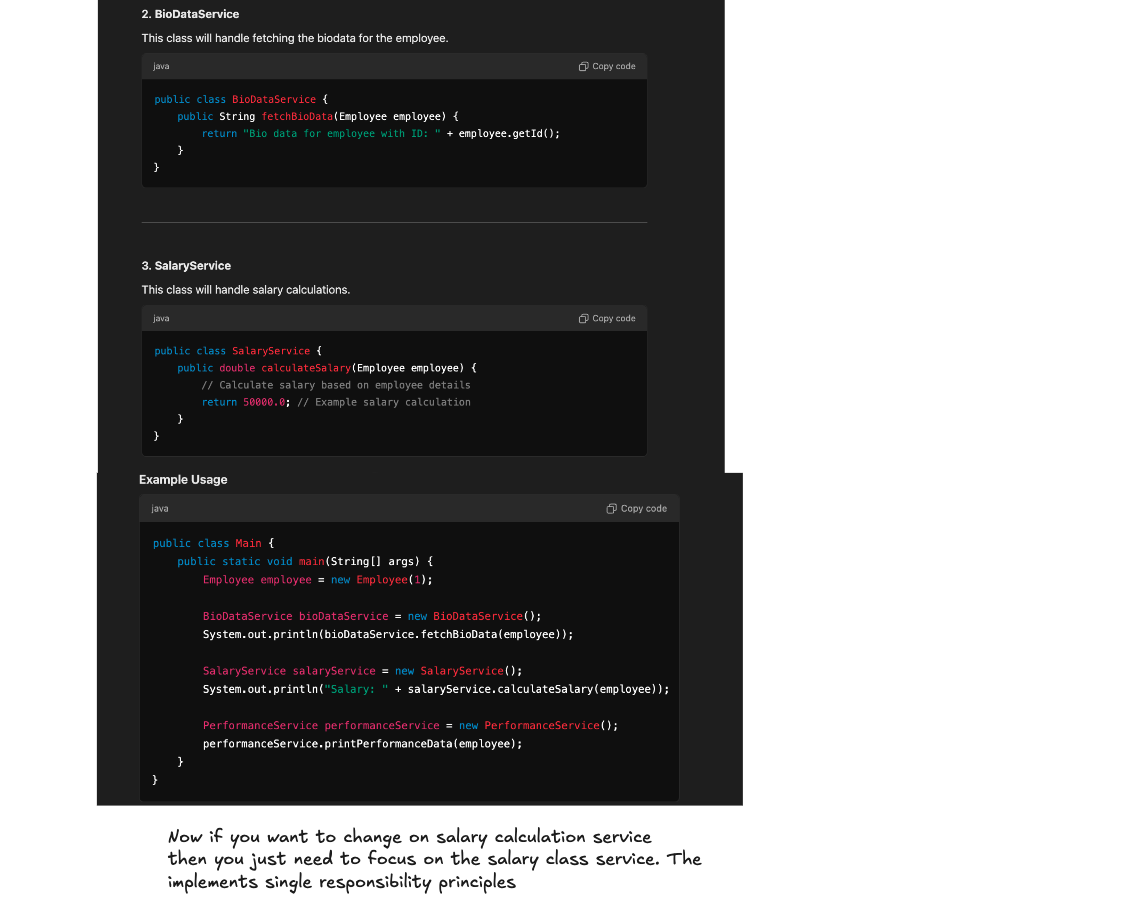 2. BioDataService
This class will handle fetching the biodata for the employee.
java Copy code
public class BioDataService {
public String fetchBioData(Employee employee) {
return "Bio data for employee with ID: " + employee.getId();
}
}
3. SalaryService
This class will handle salary calculations.
java Copy code
public class SalaryService {
public double calculateSalary(Employee employee) {
// Calculate salary based on employee details
return 50000.0; // Example salary calculation
}
}
Example Usage
java Copy code
public class Main {
public static void main(String[] args) {
Employee employee = new Employee(1);
BioDataService bioDataService = new BioDataService();
System.out.println(bioDataService.fetchBioData(employee));
SalaryService salaryService = new SalaryService();
System.out.println("Salary: " + salaryService.calculateSalary(employee));
PerformanceService performanceService = new PerformanceService();
performanceService.printPerformanceData(employee);
}
}
Now if you want to change on salary calculation service
then you just need to focus on the salary class service. The
implements single responsibility principles